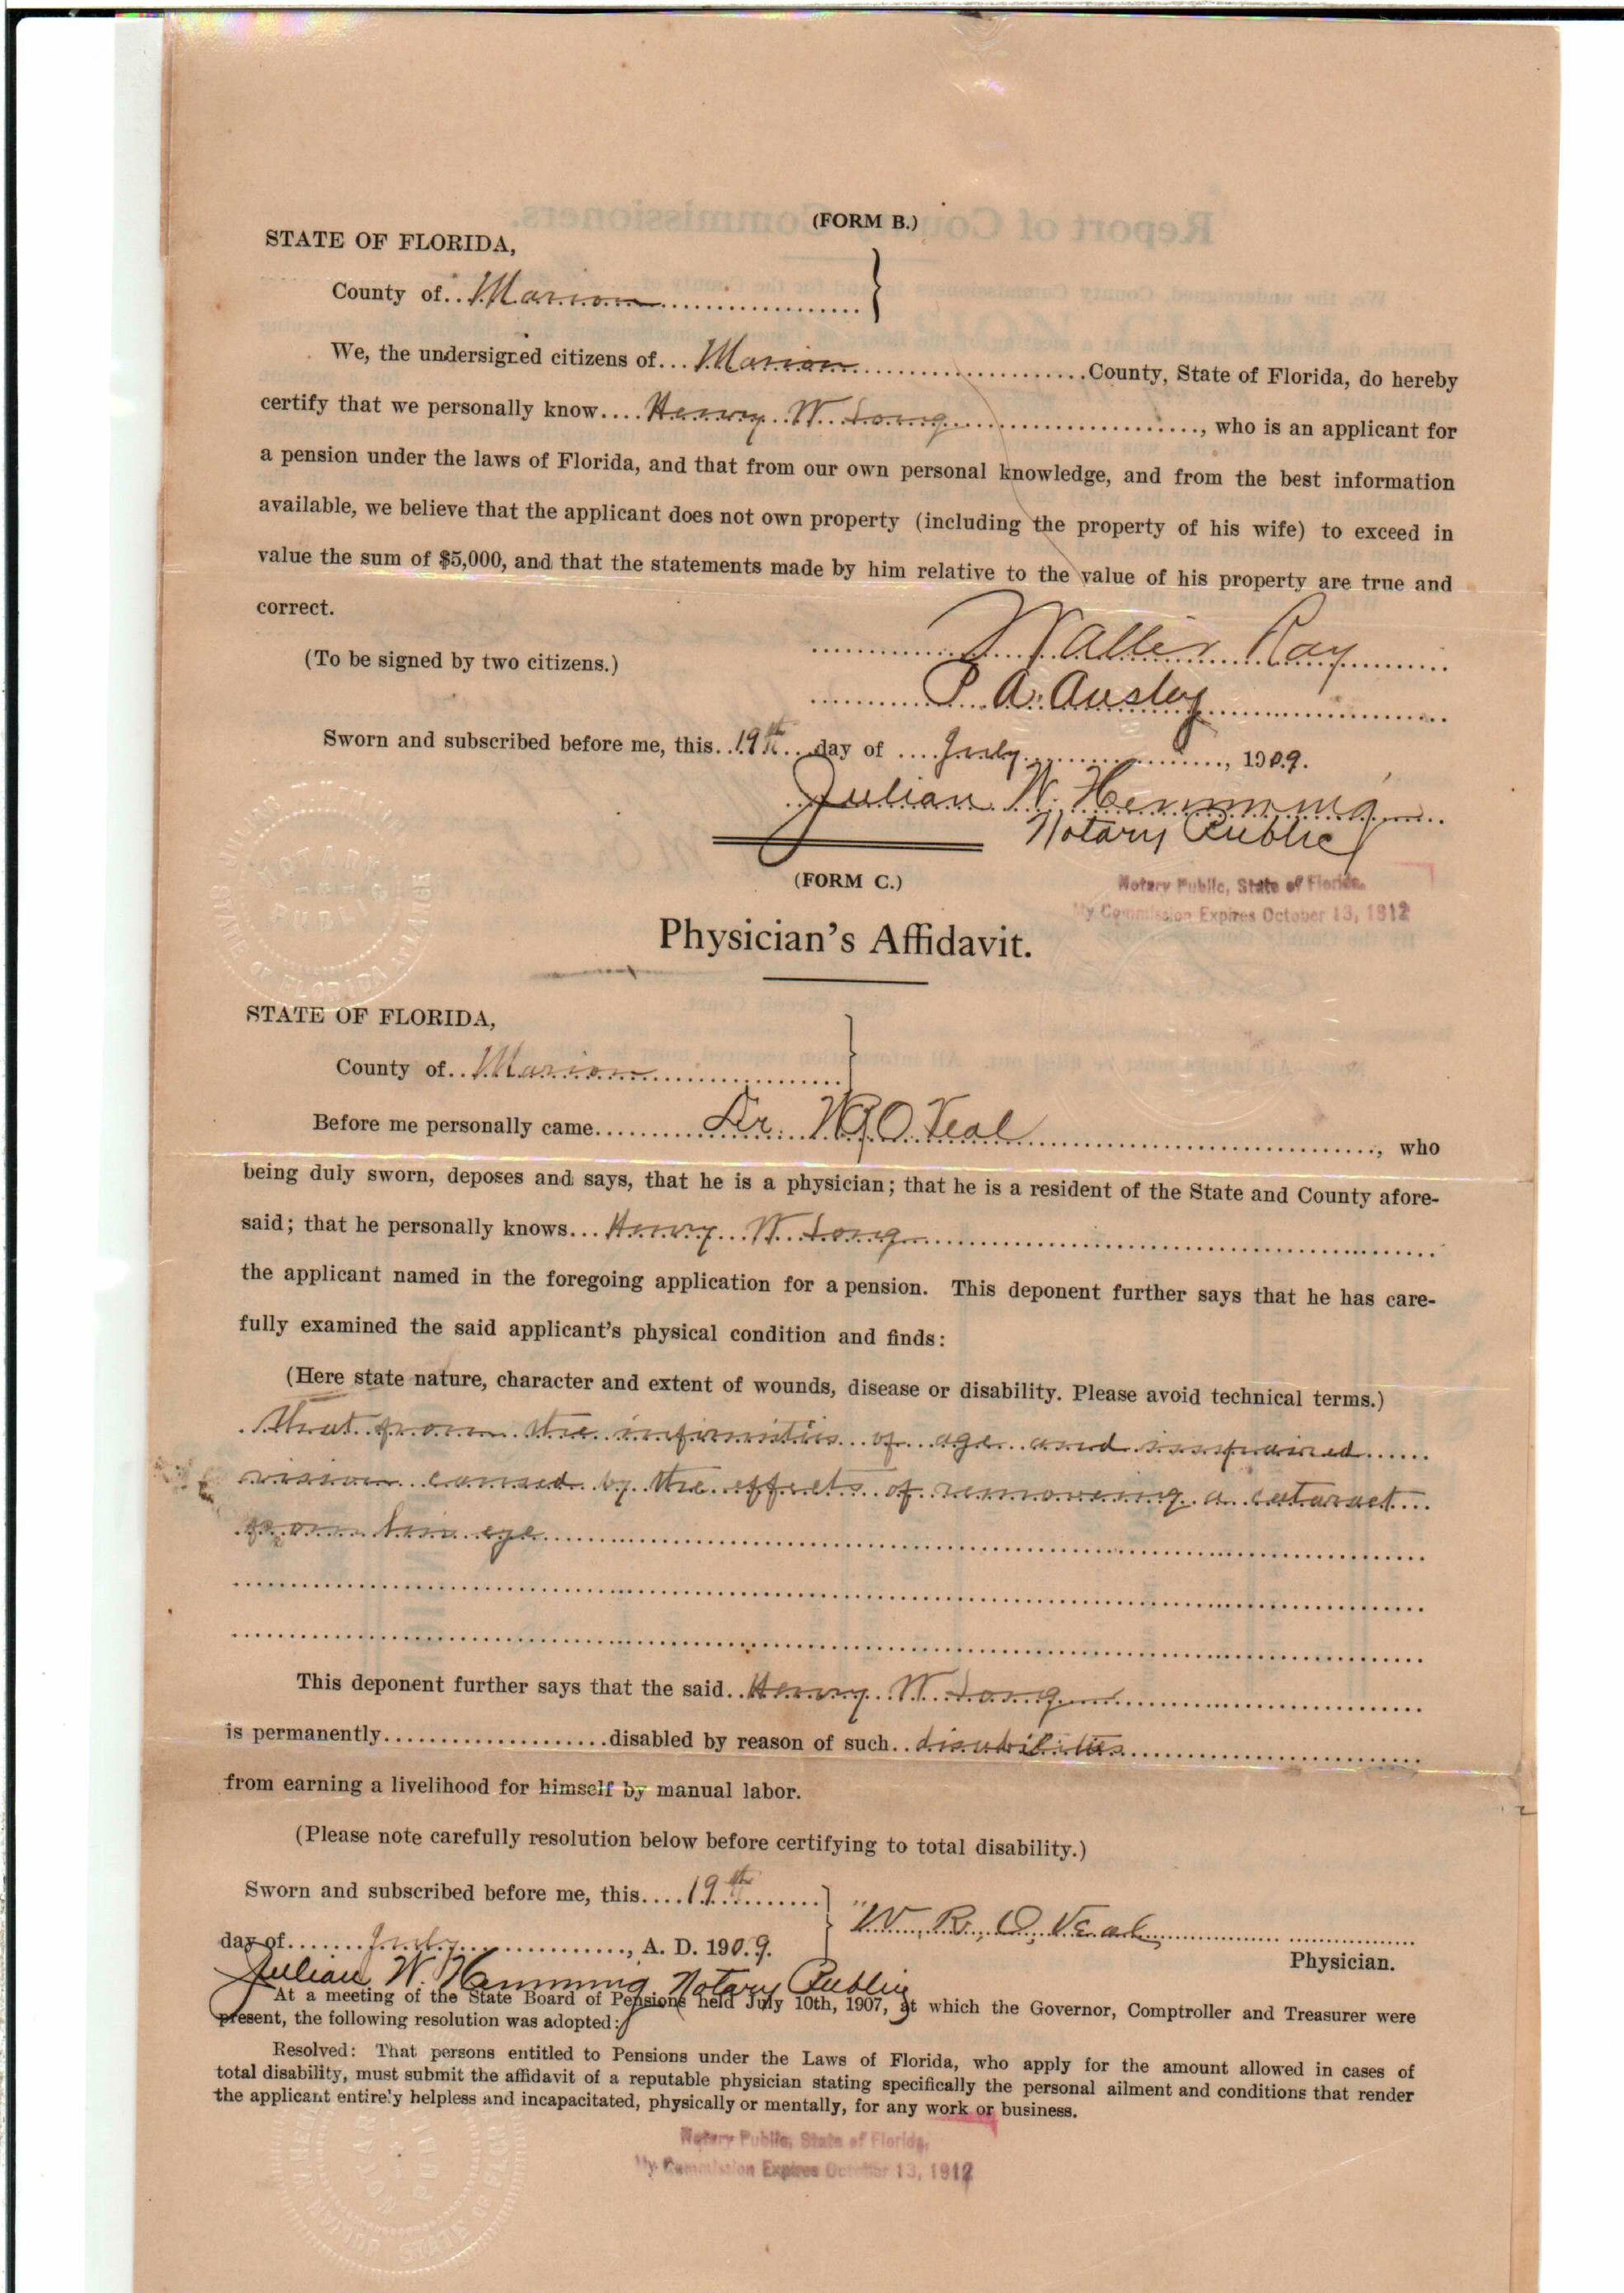 (FORM B.)
STATE OF FLORIDA,
County of Marion
We, the undersigned citizens of Marion County, State of Florida, do hereby
certify that we personally know Henry W. Long, who is an applicant for
a pension under the laws of Florida, and that from our own personal knowledge, and from the best information
available, we believe that the applicant does not own property (including the property of his wife) to exceed in
value the sum of $5,000, and that the statements made by him relative to the value of his property are true and
correct.
Walter Ray
(To be signed by two citizens.)
P. A. Ausley
Sworn and subscribed before me, this 19th day of July, 1909.
Julian W. Hemming
Notary Public
(FORM C.)
Notary Public, State of Florida.
My Commission Expires October 13, 1912
Physician's Affidavit.
STATE OF FLORIDA,
County of Marion
Before me personally came Dr. W R O Veal, who
being duly sworn, deposes and says, that he is a physician; that he is a resident of the State and County afore-
said; that he personally knows Henry W. Long
the applicant named in the foregoing application for a pension. This deponent further says that he has care-
fully examined the said applicant's physical condition and finds:
(Here state nature, character and extent of wounds, disease or disability. Please avoid technical terms.)
That from the infirmities of age and impaired
vision caused by the effects of removing a cataract
from his eye
This deponent further says that the said Henry W. Long
is permanently disabled by reason of such disabilities
from earning a livelihood for himself by manual labor.
(Please note carefully resolution below before certifying to total disability.)
Sworn and subscribed before me, this 19th
day of July, A. D. 1909.
W. R. O. Veal
Physician.
Julian W. Hemming Notary Public
At a meeting of the State Board of Pensions held July 10th, 1907, at which the Governor, Comptroller and Treasurer were
present, the following resolution was adopted:
Resolved: That persons entitled to Pensions under the Laws of Florida, who apply for the amount allowed in cases of
total disability, must submit the affidavit of a reputable physician stating specifically the personal ailment and conditions that render
the applicant entirely helpless and incapacitated, physically or mentally, for any work or business.
Notary Public, State of Florida,
My Commission Expires October 13, 1912